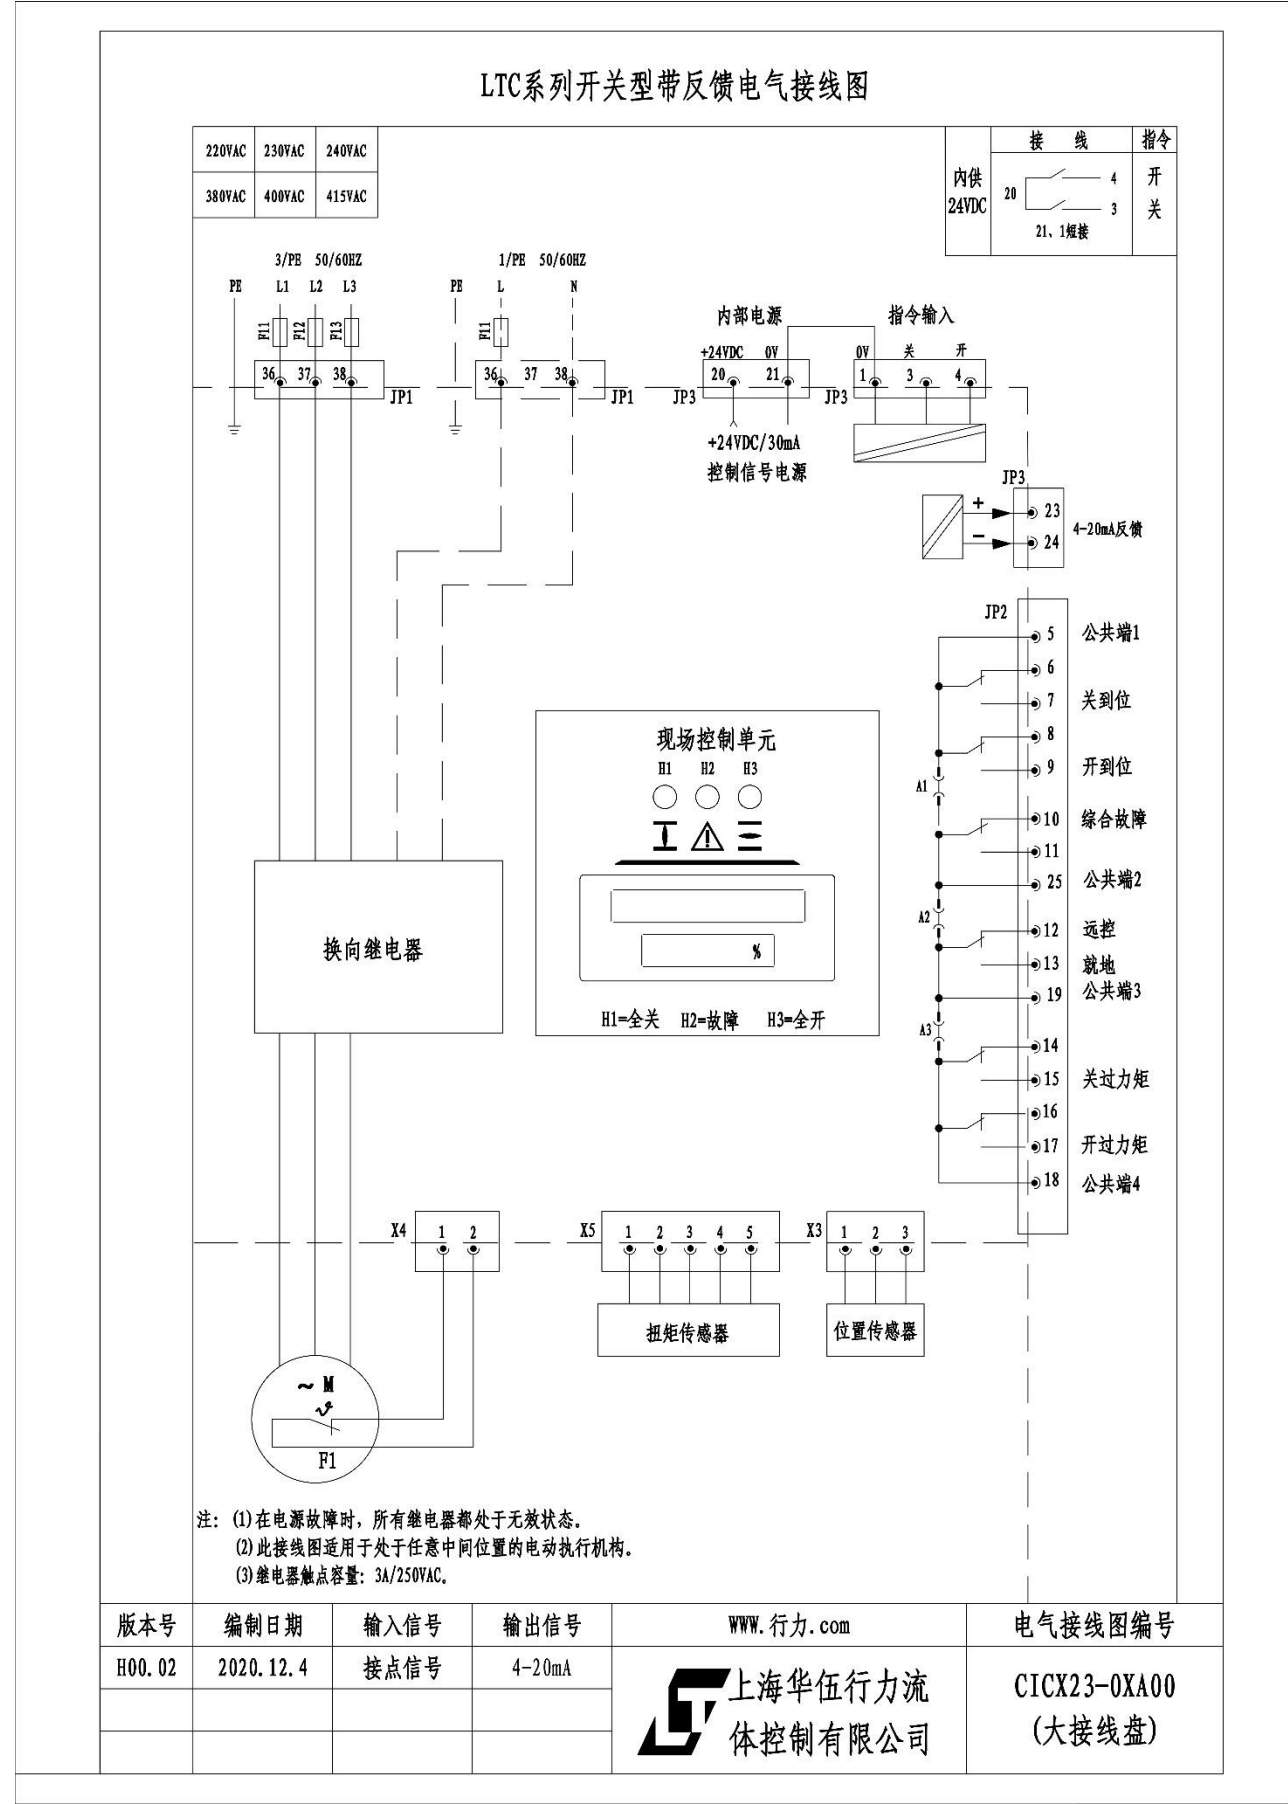 LTC系列开关型带反馈电气接线图
220VAC 230VAC 240VAC
380VAC 400VAC 415VAC
接 线 指令
内供
24VDC
20
4 开
3 关
21、1短接
3/PE 50/60HZ
PE L1 L2 L3
F11 F12 F13
36 37 38
JP1
1/PE 50/60HZ
PE L N
F11
36 37 38
JP1
内部电源
+24VDC 0V
JP3 20 21
+24VDC/30mA
控制信号电源
指令输入
0V 关 开
JP3 1 3 4
JP3
+ 23
- 24
4-20mA反馈
JP2
5 公共端1
6
7 关到位
8
9 开到位
A1
10 综合故障
11
25 公共端2
A2
12 远控
13 就地
19 公共端3
A3
14
15 关过力矩
16
17 开过力矩
18 公共端4
现场控制单元
H1 H2 H3
%
H1=全关 H2=故障 H3=全开
换向继电器
X4 1 2
X5 1 2 3 4 5
扭矩传感器
X3 1 2 3
位置传感器
~ M
ϑ
F1
注: (1)在电源故障时，所有继电器都处于无效状态。
(2)此接线图适用于处于任意中间位置的电动执行机构。
(3)继电器触点容量: 3A/250VAC。
版本号 编制日期 输入信号 输出信号 WWW.行力.com 电气接线图编号
H00.02 2020.12.4 接点信号 4-20mA
上海华伍行力流
体控制有限公司
CICX23-0XA00
(大接线盘)